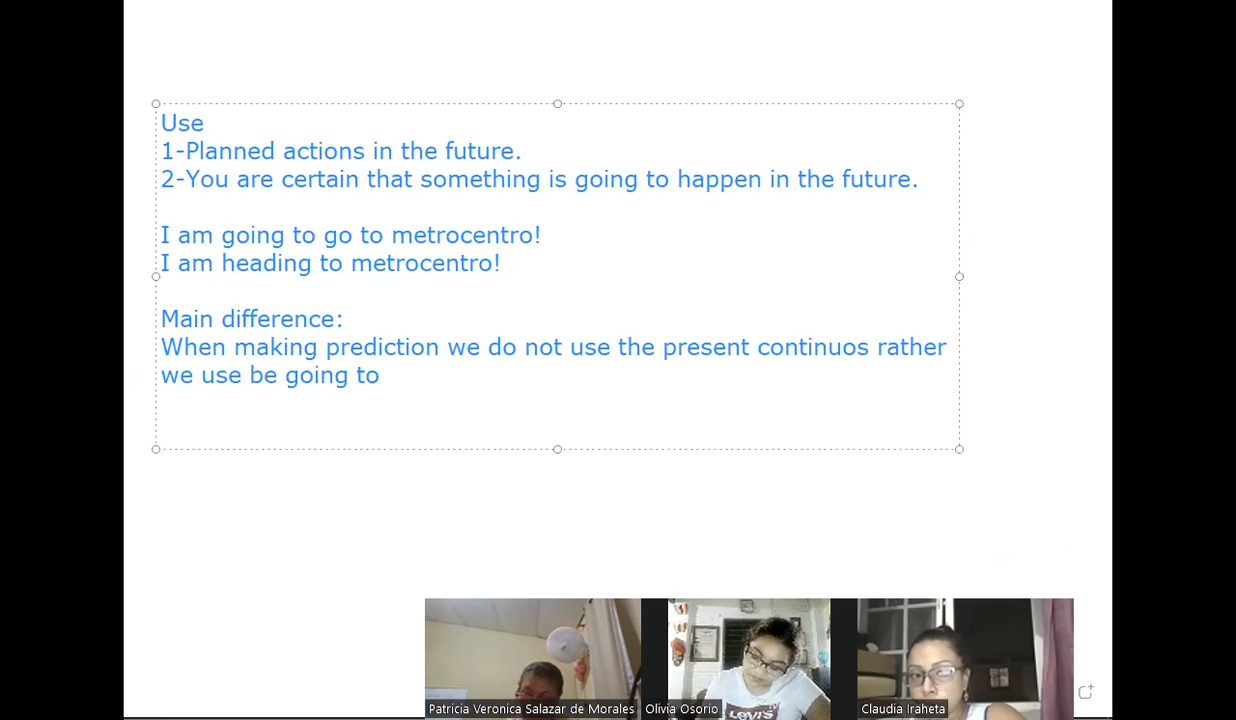 Use
1-Planned actions in the future.
2-You are certain that something is going to happen in the future.
I am going to go to metrocentro!
I am heading to metrocentro!
Main difference:
When making prediction we do not use the present continuos rather
we use be going to
Patricia Veronica Salazar de Morales
Olivia Osorio
Claudia Iraheta
LEVI'S